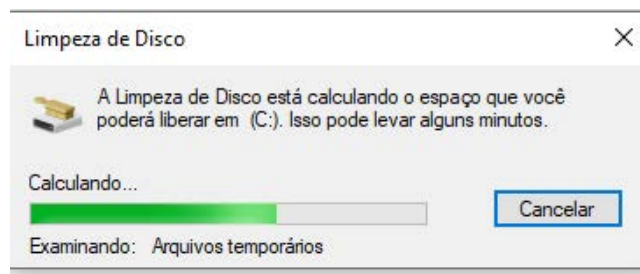 Limpeza de Disco
A Limpeza de Disco está calculando o espaço que você
poderá liberar em (C:). Isso pode levar alguns minutos.
Calculando...
Cancelar
Examinando: Arquivos temporários